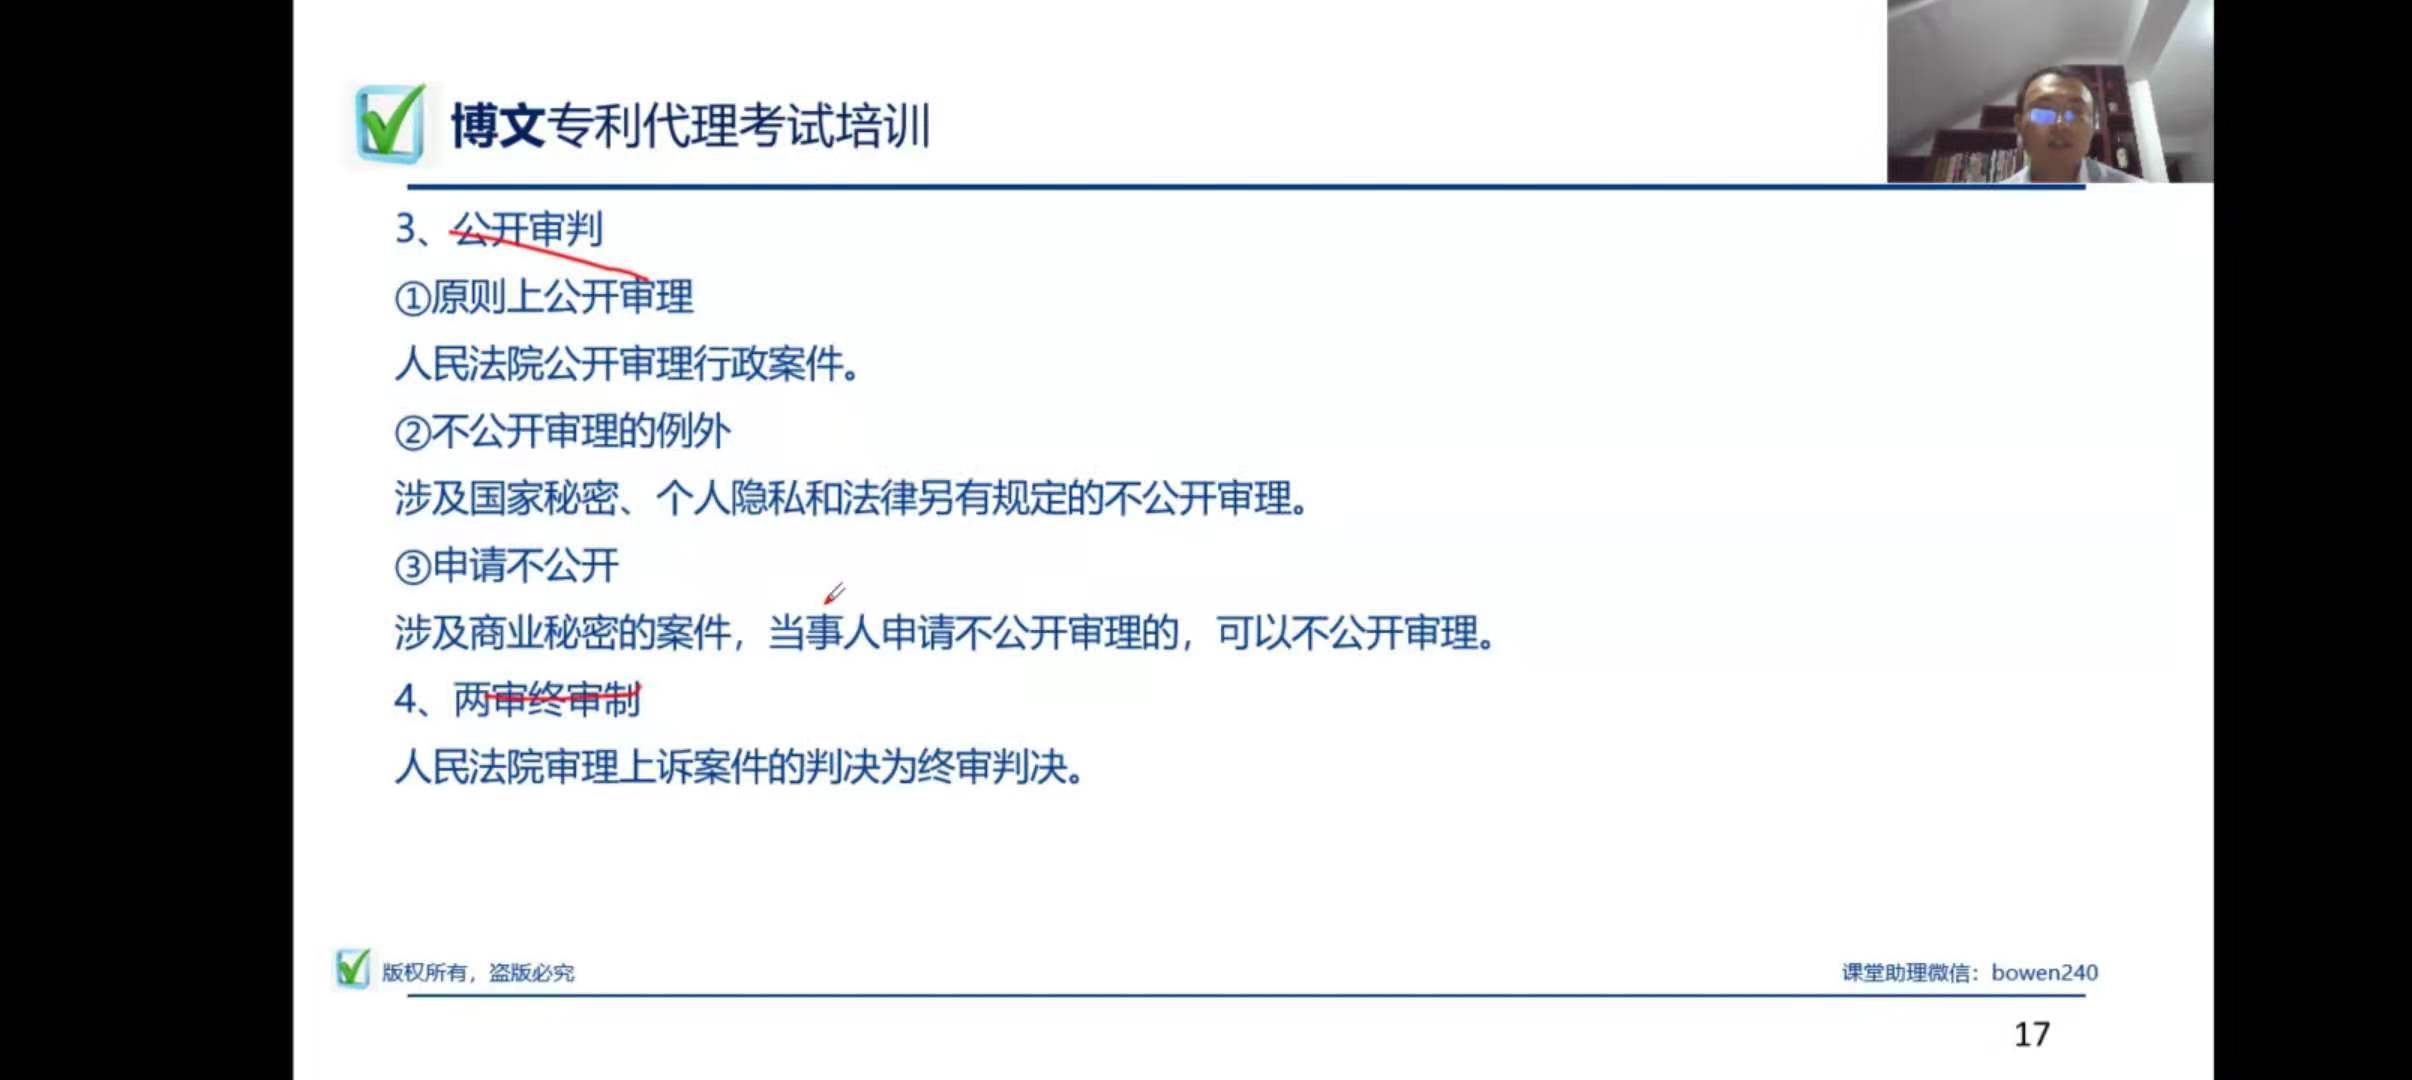 博文专利代理考试培训
3、公开审判
①原则上公开审理
人民法院公开审理行政案件。
②不公开审理的例外
涉及国家秘密、个人隐私和法律另有规定的不公开审理。
③申请不公开
涉及商业秘密的案件，当事人申请不公开审理的，可以不公开审理。
4、两审终审制
人民法院审理上诉案件的判决为终审判决。
版权所有，盗版必究
课堂助理微信：bowen240
17